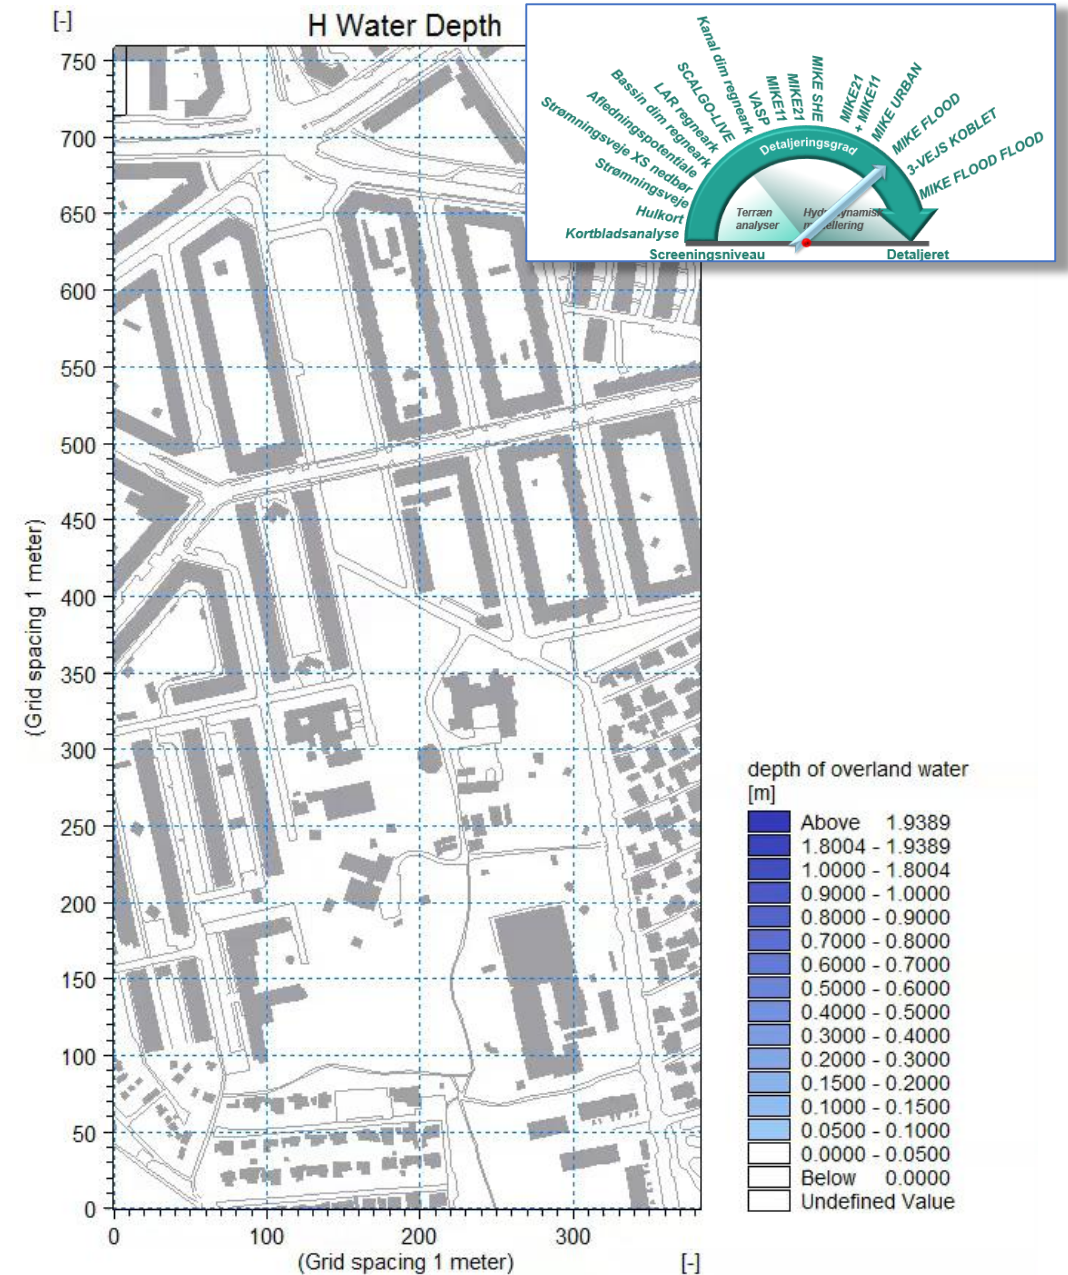 [-]
H Water Depth
750
700
650
600
550
500
450
400
350
300
250
200
150
100
50
0
(Grid spacing 1 meter)
0
100
200
300
(Grid spacing 1 meter)
[-]
Kortbladsanalyse
Hulkort
Strømningsveje
Strømningsveje XS nedbør
Afledningspotentiale
Bassin dim regneark
LAR regneark
SCALGO-LIVE
Kanal dim regneark
VASP
MIKE11
MIKE21
MIKE SHE
MIKE21
+ MIKE11
MIKE URBAN
MIKE FLOOD
3-VEJS KOBLET
MIKE FLOOD FLOOD
Detaljeringsgrad
Terræn
analyser
Screeningsniveau
Detaljeret
depth of overland water
[m]
Above 1.9389
1.8004 - 1.9389
1.0000 - 1.8004
0.9000 - 1.0000
0.8000 - 0.9000
0.7000 - 0.8000
0.6000 - 0.7000
0.5000 - 0.6000
0.4000 - 0.5000
0.3000 - 0.4000
0.2000 - 0.3000
0.1500 - 0.2000
0.1000 - 0.1500
0.0500 - 0.1000
0.0000 - 0.0500
Below 0.0000
Undefined Value